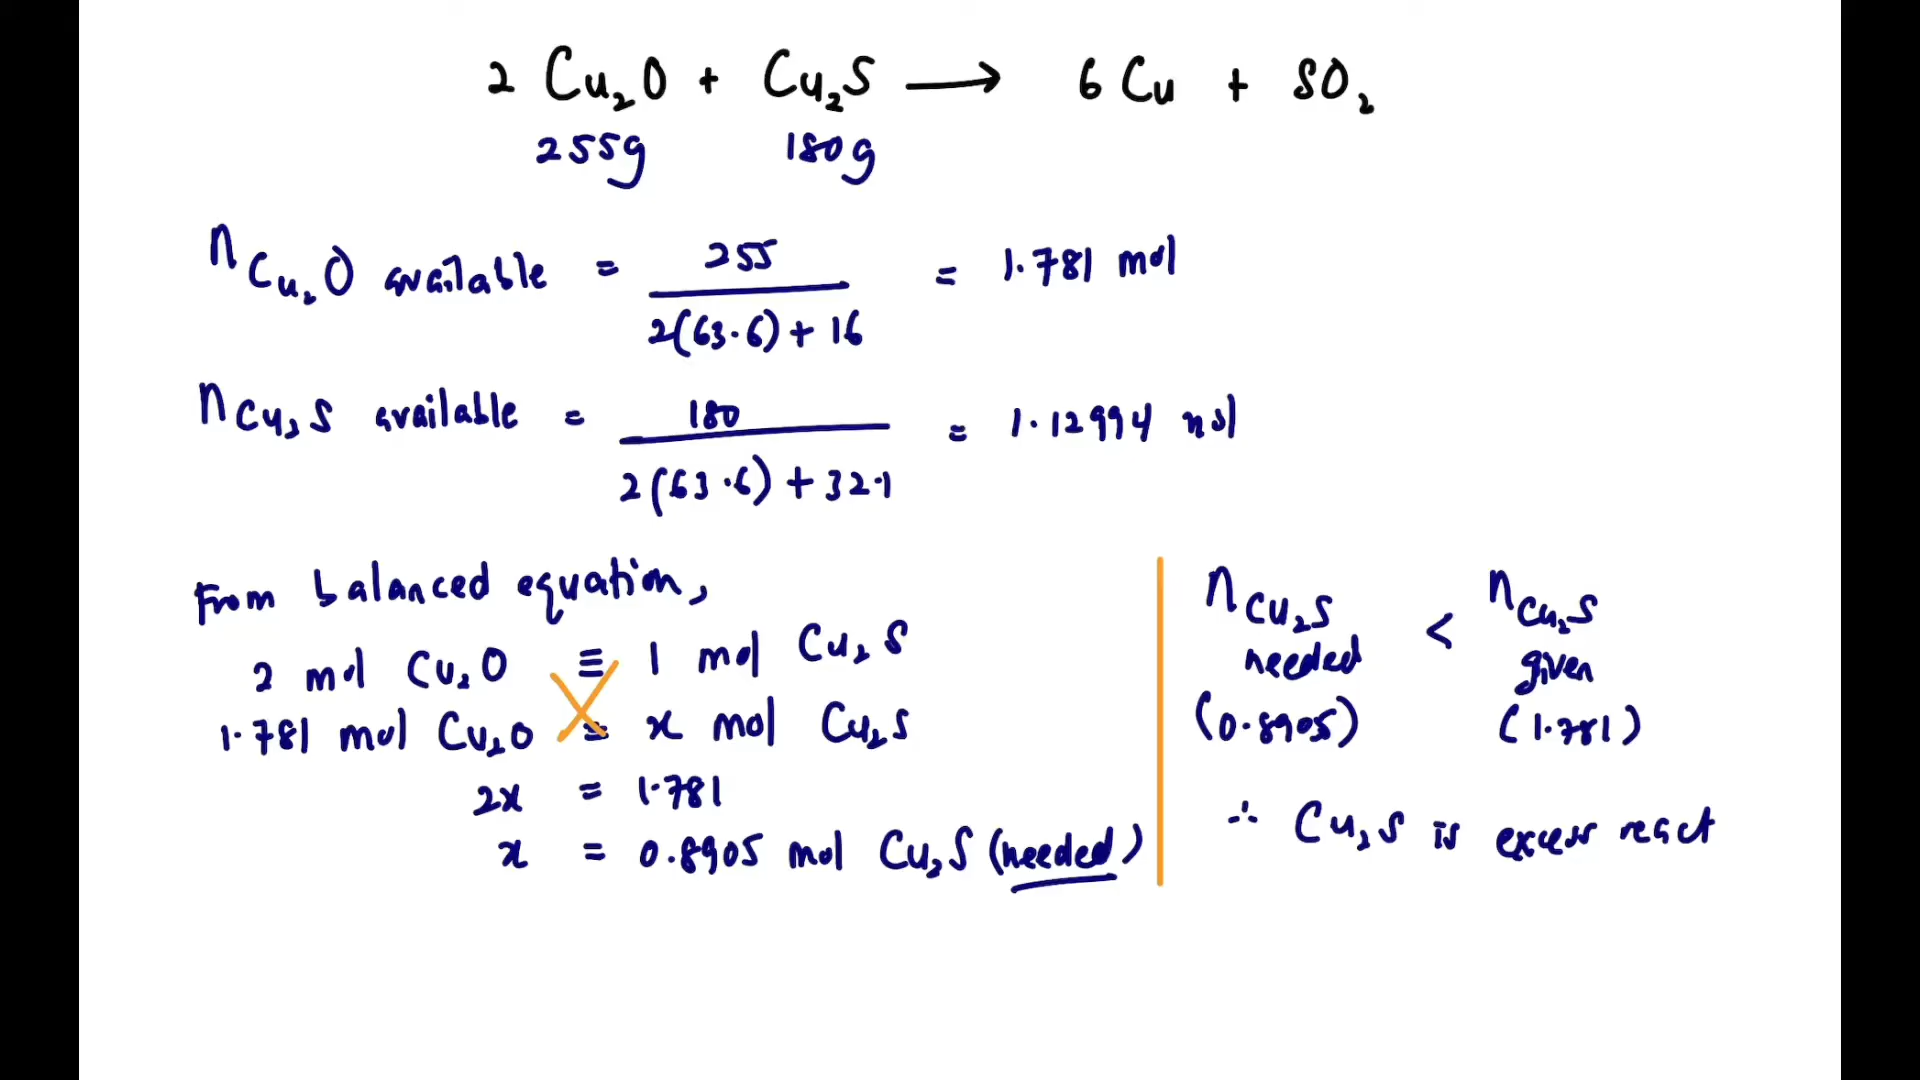 2 Cu₂O + Cu₂S → 6 Cu + SO₂
255g 180g
n Cu₂O available = 255 / 2(63.6) + 16 = 1.781 mol
n Cu₂S available = 180 / 2(63.6) + 32.1 = 1.12994 mol
From balanced equation,
2 mol Cu₂O ≡ 1 mol Cu₂S
1.781 mol Cu₂O ≡ x mol Cu₂S
2x = 1.781
x = 0.8905 mol Cu₂S (needed)
n Cu₂S needed < n Cu₂S given
(0.8905) (1.781)
∴ Cu₂S is excess react